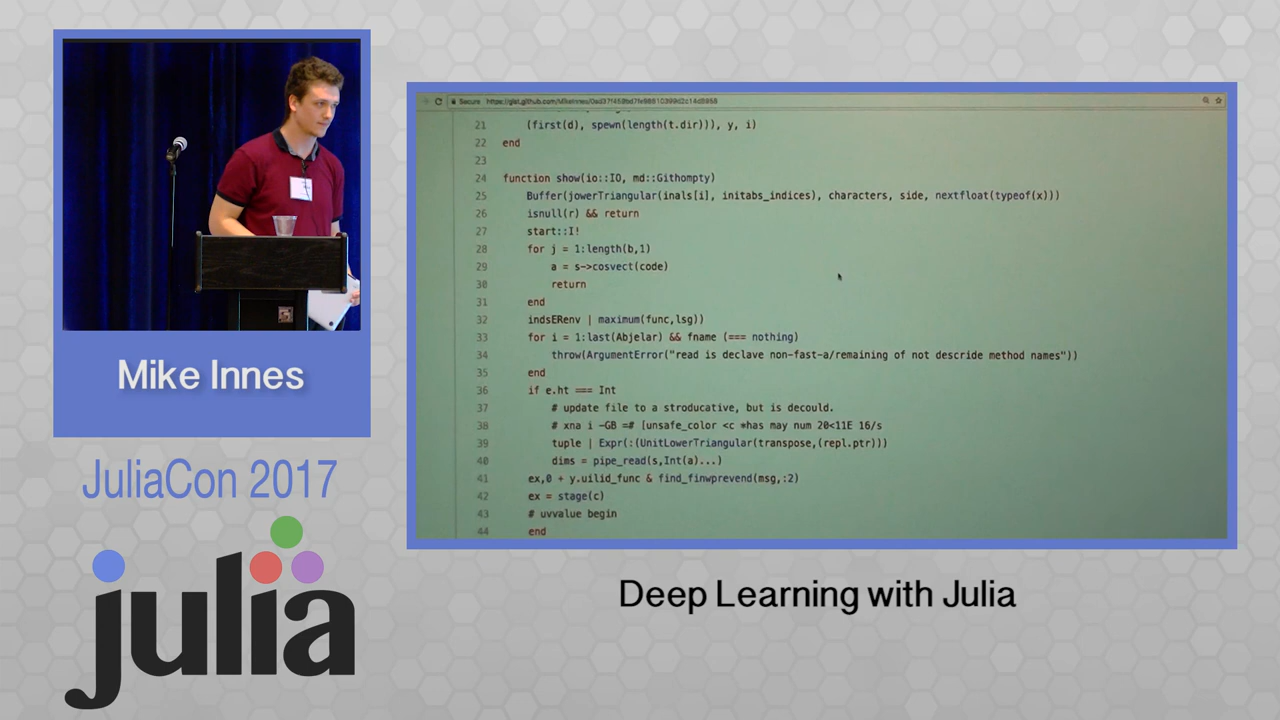 Mike Innes
JuliaCon 2017
julia
Secure
21 (first(d), spewn(length(t.dir))), y, i)
22 end
23
24 function show(io::IO, md::Githompty)
25 Buffer(jowerTriangular(inals[i], initabs_indices), characters, side, nextfloat(typeof(x)))
26 isnull(r) && return
27 start::I!
28 for j = 1:length(b,1)
29 a = s->cosvect(code)
30 return
31 end
32 indsERenv | maximum(func,lsg))
33 for i = 1:last(Abjelar) && fname (=== nothing)
34 throw(ArgumentError("read is declave non-fast-a/remaining of not descride method names"))
35 end
36 if e.ht === Int
37 # update file to a stroducative, but is decould.
38 # xna i -GB =# [unsafe_color <c *has may num 20<11E 16/s
39 tuple | Expr(:(UnitLowerTriangular(transpose,(repl.ptr)))
40 dims = pipe_read(s,Int(a)...)
41 ex,0 + y.uilid_func & find_finwprevend(msg,:2)
42 ex = stage(c)
43 # uvvalue begin
44 end
Deep Learning with Julia